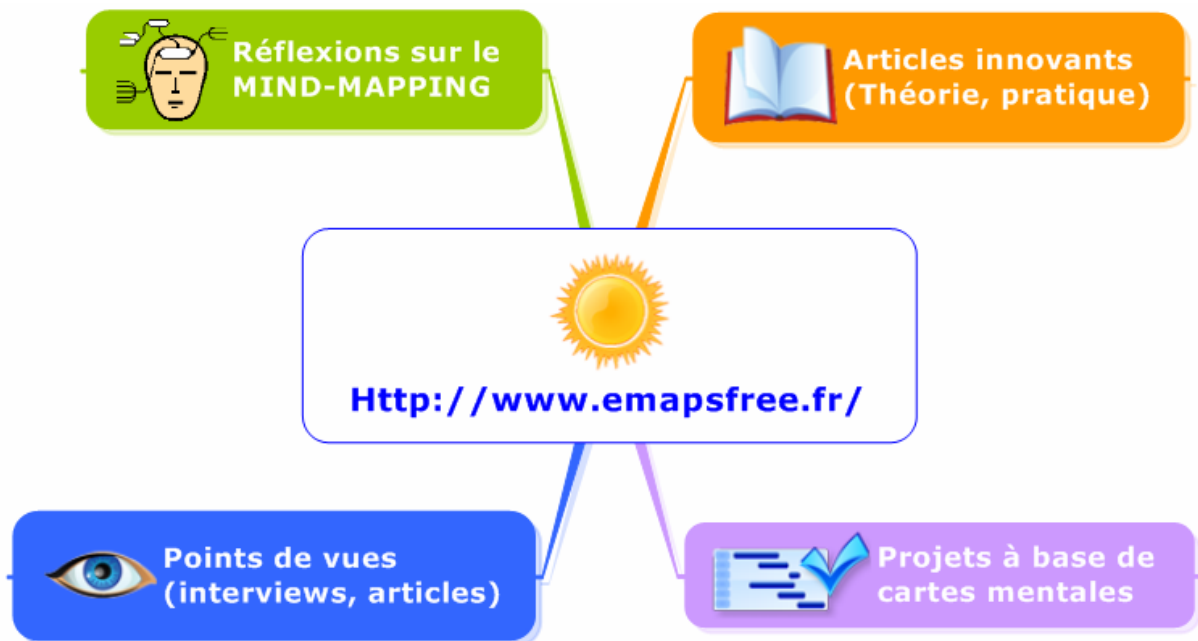 Réflexions sur le
MIND-MAPPING
Articles innovants
(Théorie, pratique)
Http://www.emapsfree.fr/
Points de vues
(interviews, articles)
Projets à base de
cartes mentales